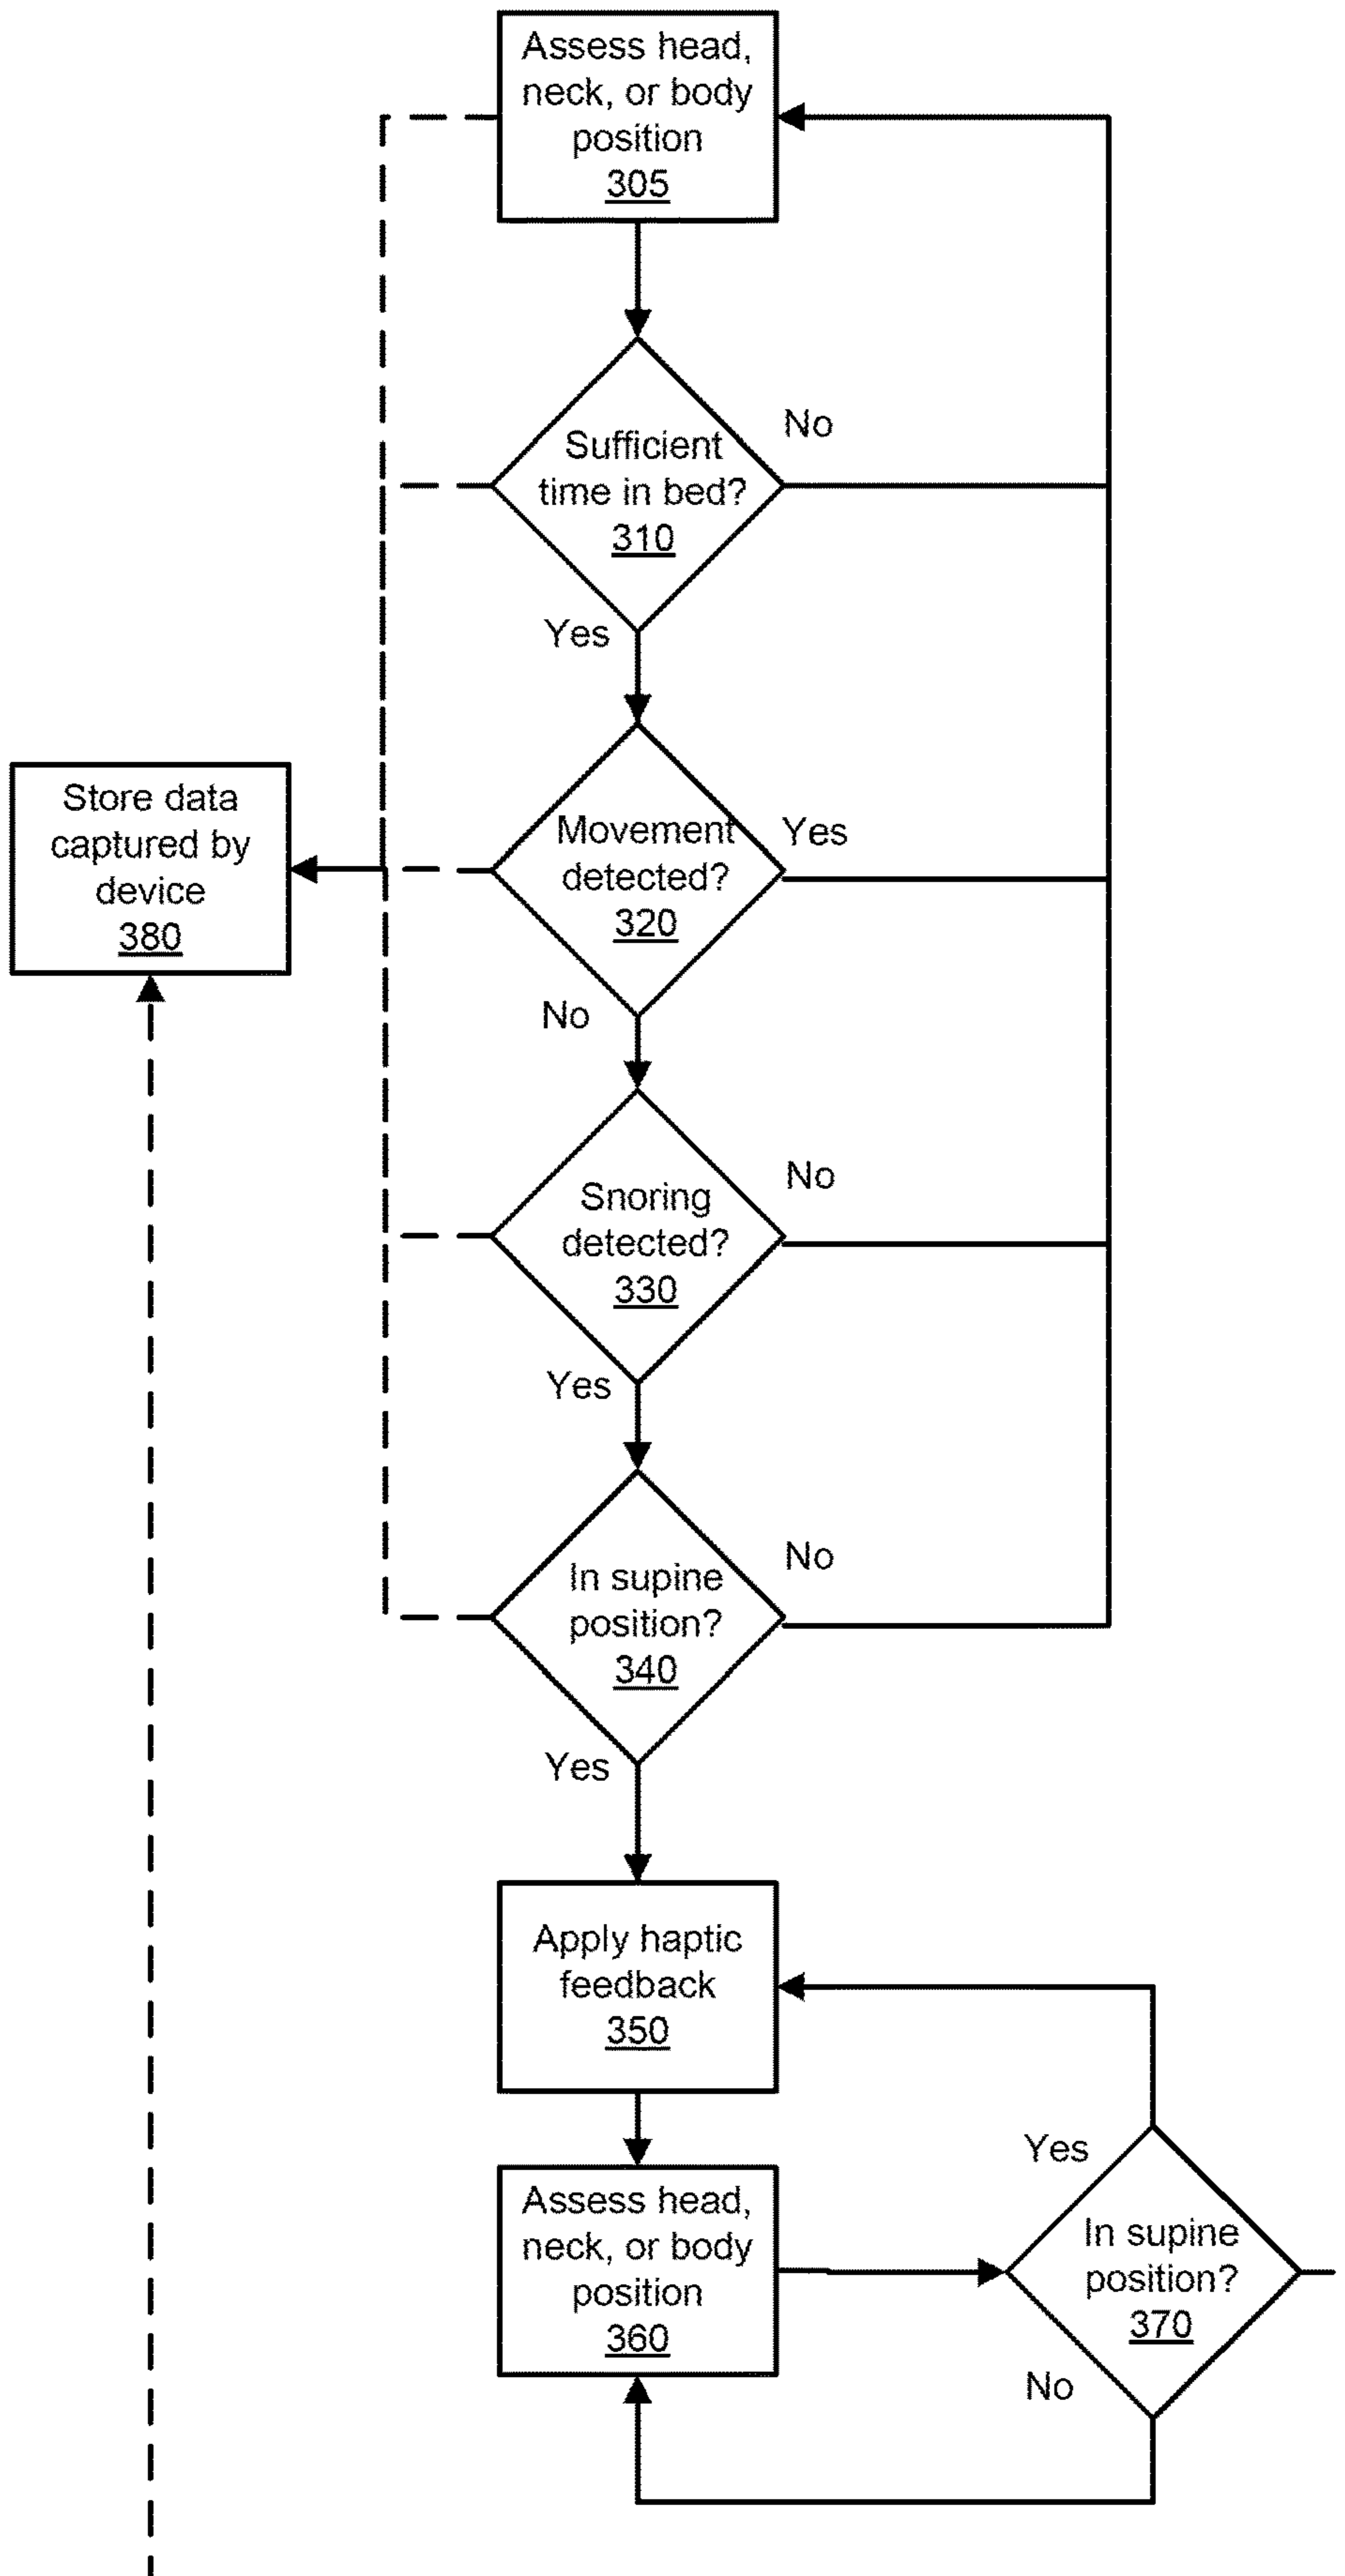 Assess head,
neck, or body
position
305
Sufficient
time in bed?
310
No
Yes
Store data
captured by
device
380
Movement
detected?
320
Yes
No
Snoring
detected?
330
No
Yes
In supine
position?
340
No
Yes
Apply haptic
feedback
350
Assess head,
neck, or body
position
360
Yes
In supine
position?
370
No